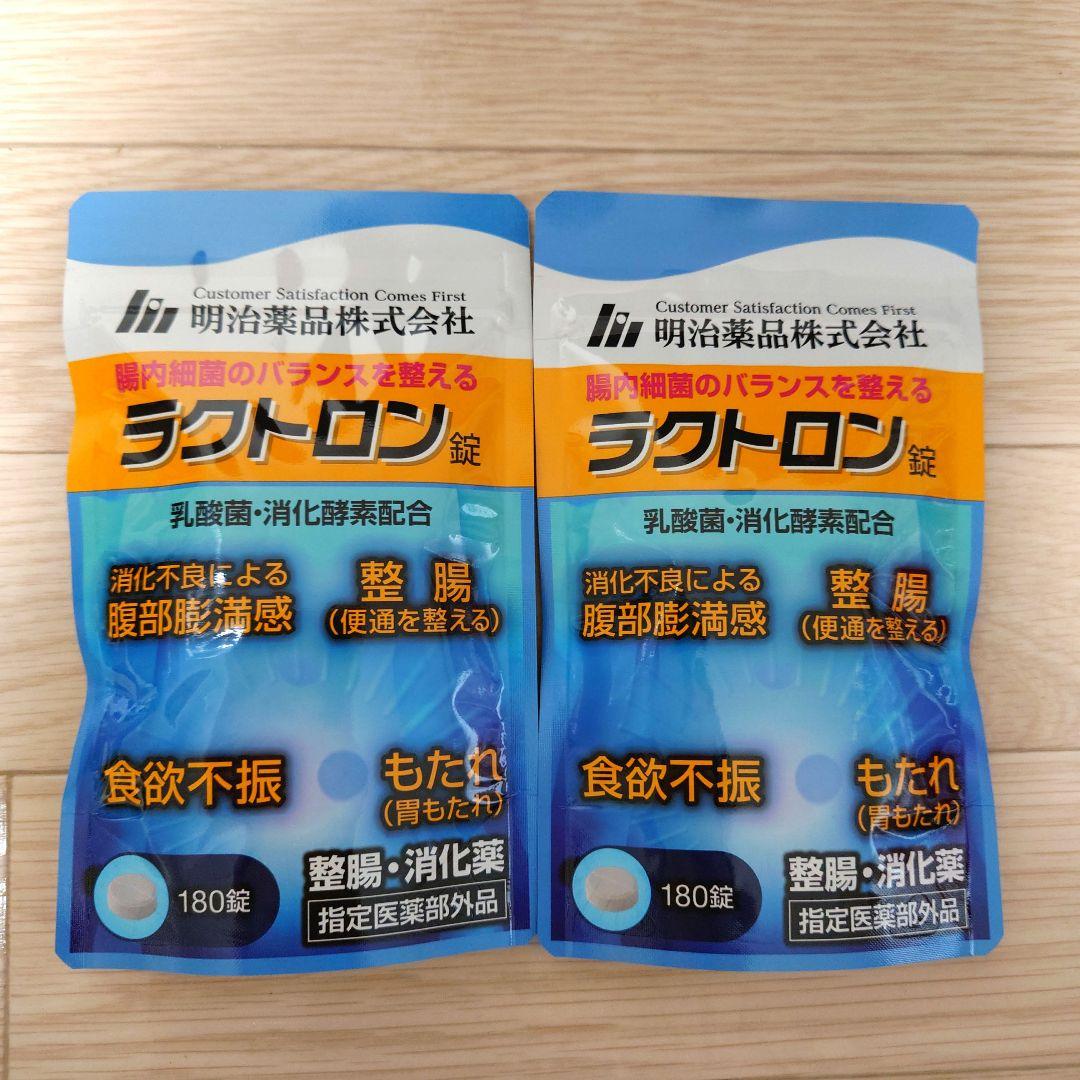 Customer Satisfaction Comes First
明治薬品株式会社
腸内細菌のバランスを整える
ラクトロン錠
乳酸菌・消化酵素配合
消化不良による
腹部膨満感
整腸
(便通を整える)
食欲不振
もたれ
(胃もたれ)
180錠
整腸・消化薬
指定医薬部外品
Customer Satisfaction Comes First
明治薬品株式会社
腸内細菌のバランスを整える
ラクトロン錠
乳酸菌・消化酵素配合
消化不良による
腹部膨満感
整腸
(便通を整える)
食欲不振
もたれ
(胃もたれ)
180錠
整腸・消化薬
指定医薬部外品